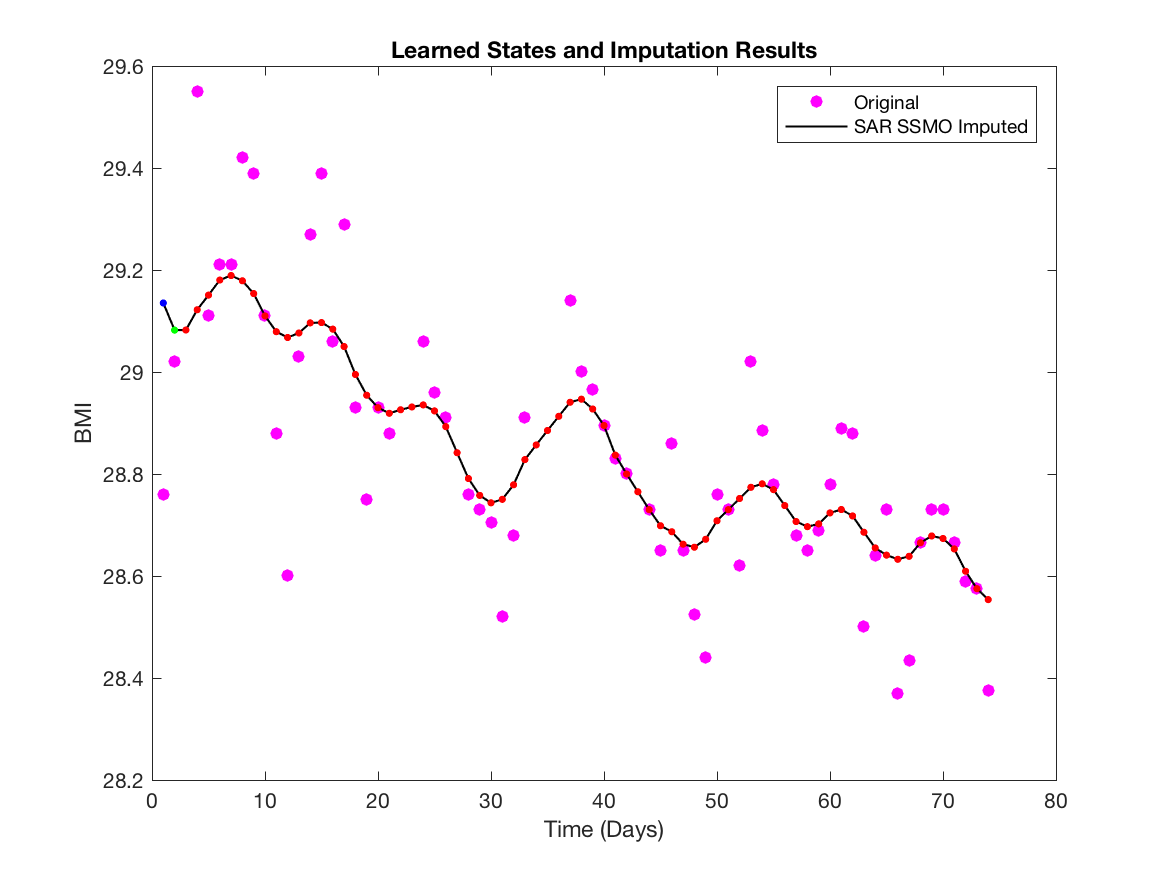 Learned States and Imputation Results
Original
SAR SSMO Imputed
BMI
29.6
29.4
29.2
29
28.8
28.6
28.4
28.2
0 10 20 30 40 50 60 70 80
Time (Days)